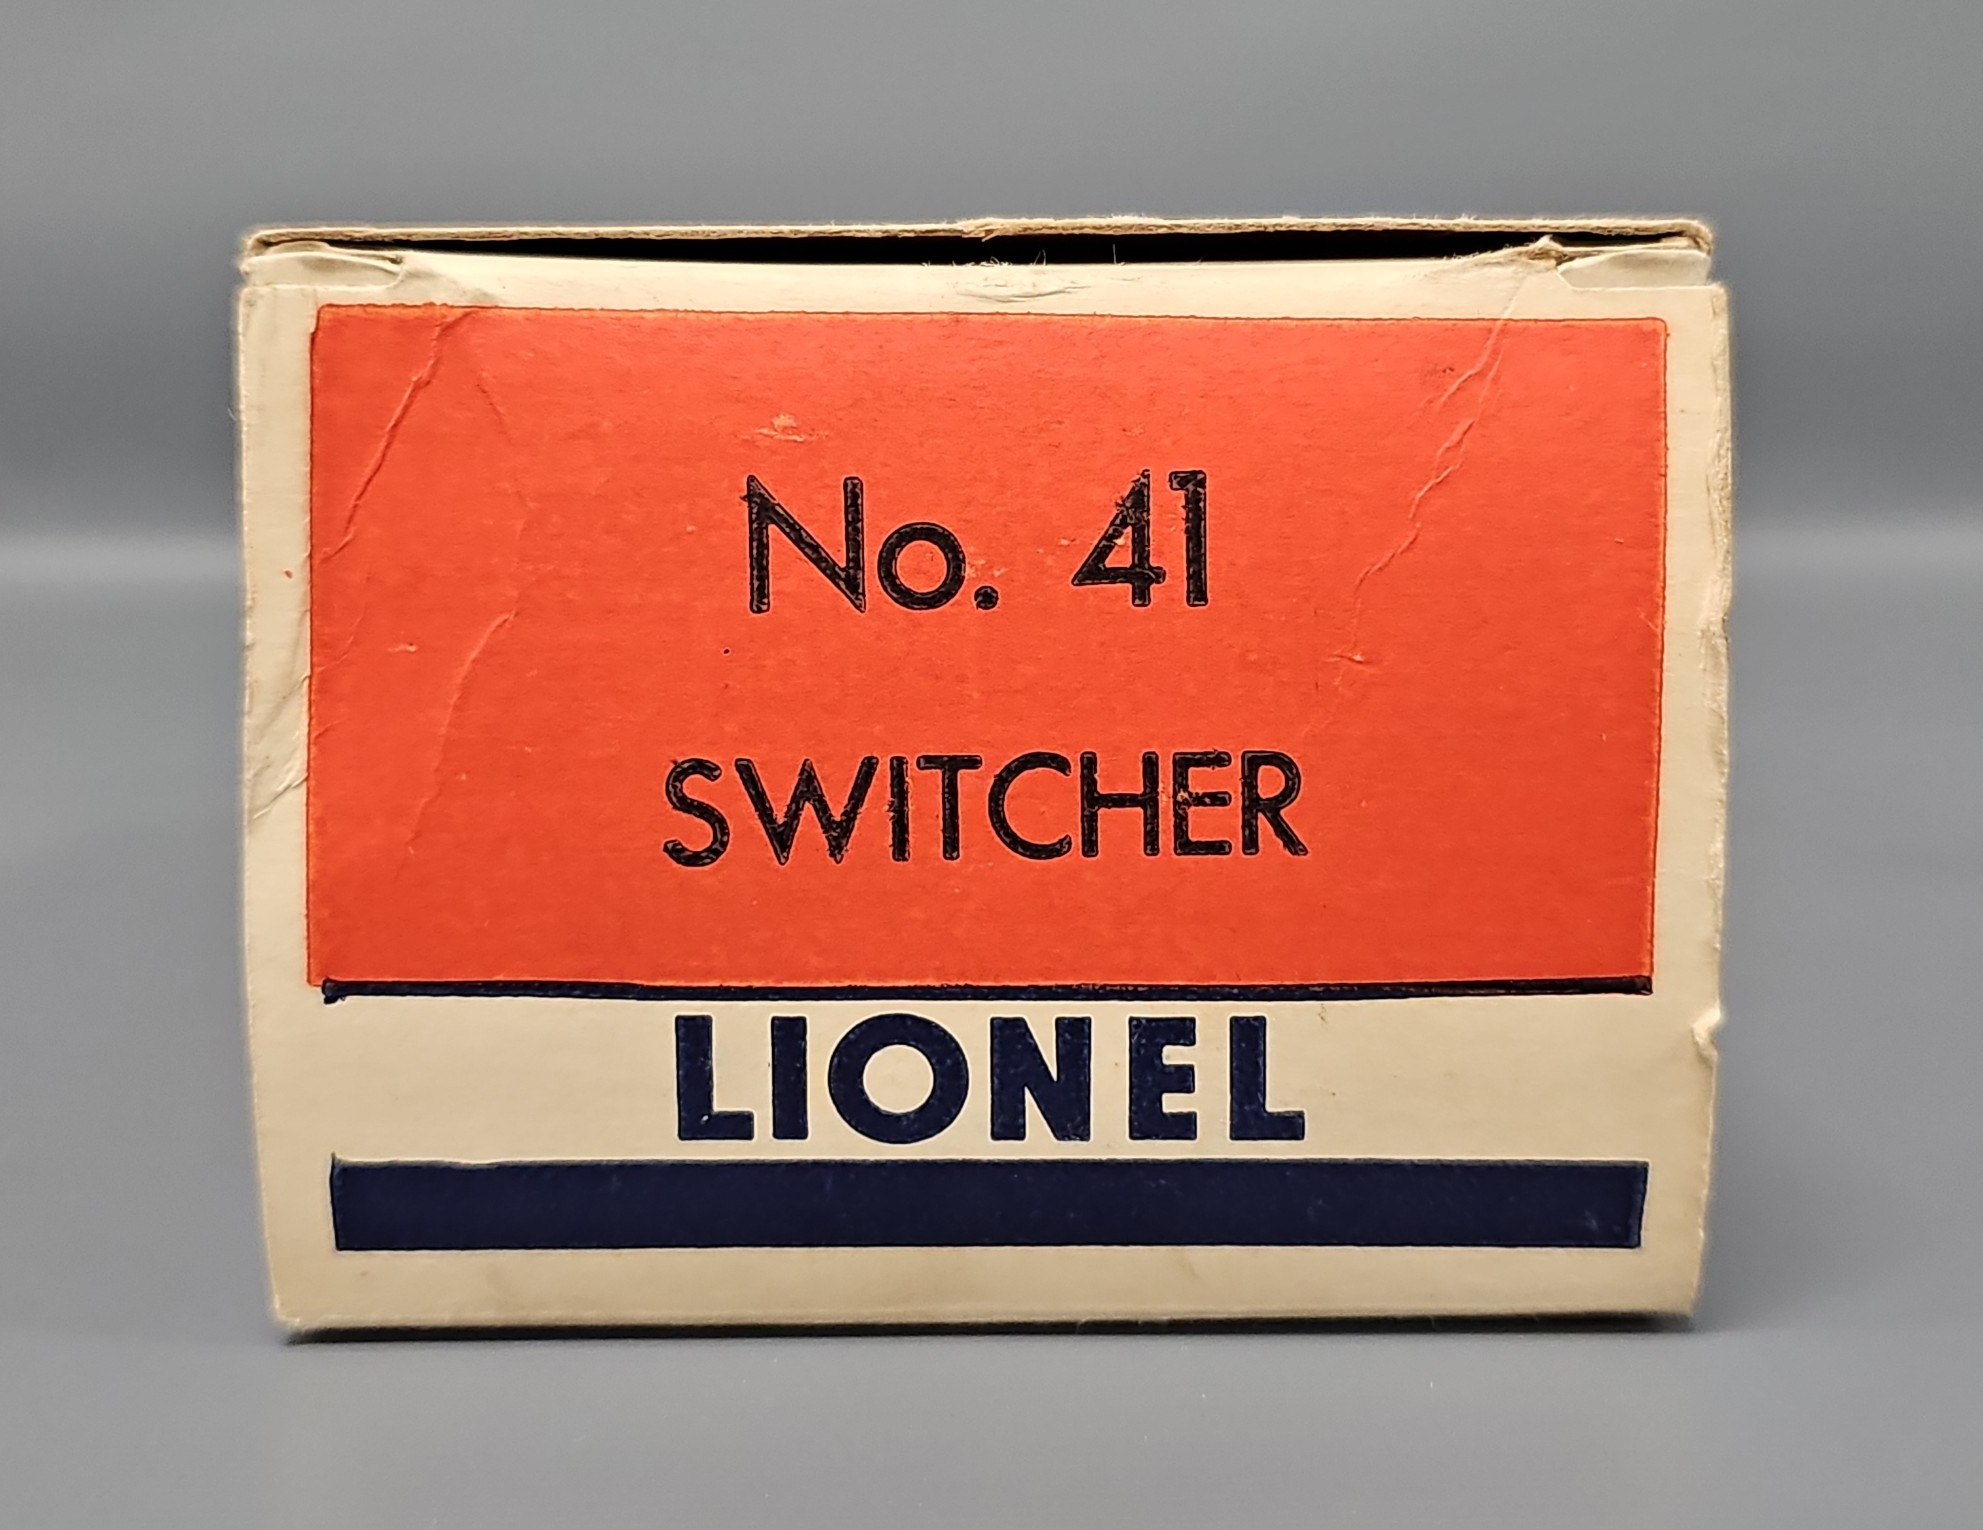 No. 41
SWITCHER
LIONEL